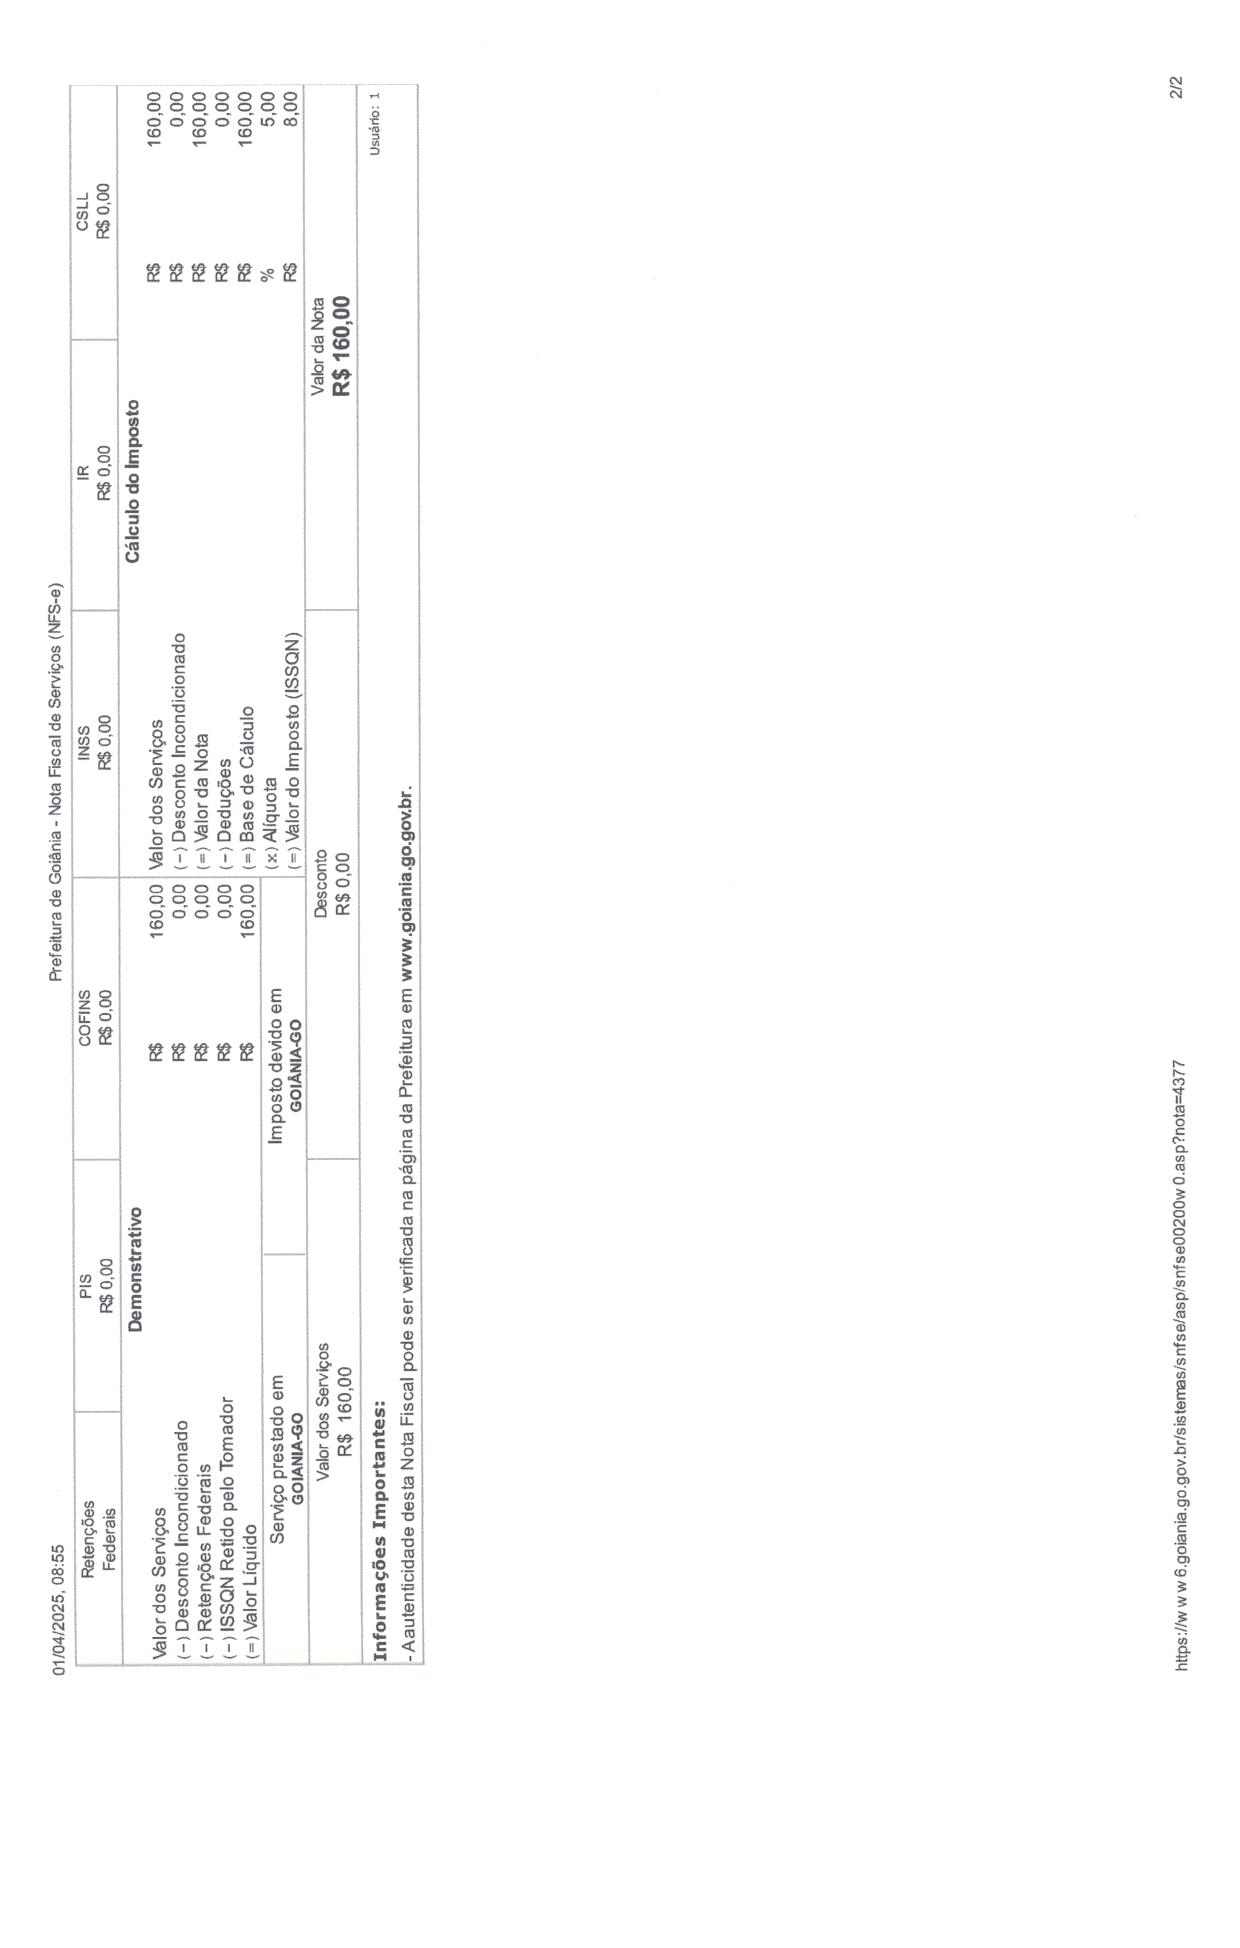 01/04/2025, 08:55 Prefeitura de Goiânia - Nota Fiscal de Serviços (NFS-e)
Retenções Federais PIS R$ 0,00 COFINS R$ 0,00 INSS R$ 0,00 IR R$ 0,00 CSLL R$ 0,00
Demonstrativo
Valor dos Serviços R$ 160,00
(−) Desconto Incondicionado R$ 0,00
(−) Retenções Federais R$ 0,00
(−) ISSQN Retido pelo Tomador R$ 0,00
(=) Valor Líquido R$ 160,00
Serviço prestado em
GOIANIA-GO
Imposto devido em
GOIÂNIA-GO
Cálculo do Imposto
Valor dos Serviços R$ 160,00
(−) Desconto Incondicionado R$ 0,00
(=) Valor da Nota R$ 160,00
(−) Deduções R$ 0,00
(=) Base de Cálculo R$ 160,00
(×) Alíquota % 5,00
(=) Valor do Imposto (ISSQN) R$ 8,00
Valor dos Serviços
R$ 160,00
Desconto
R$ 0,00
Valor da Nota
R$ 160,00
Informações Importantes: Usuário: 1
- A autenticidade desta Nota Fiscal pode ser verificada na página da Prefeitura em www.goiania.go.gov.br.
https://www6.goiania.go.gov.br/sistemas/snfse/asp/snfse00200w0.asp?nota=4377 2/2